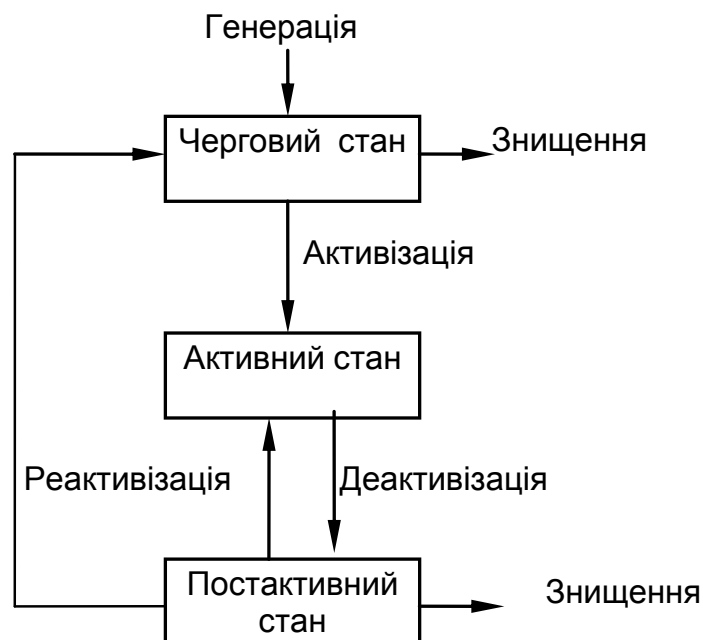 Генерація
Черговий стан
Знищення
Активізація
Активний стан
Реактивізація
Деактивізація
Постактивний
стан
Знищення